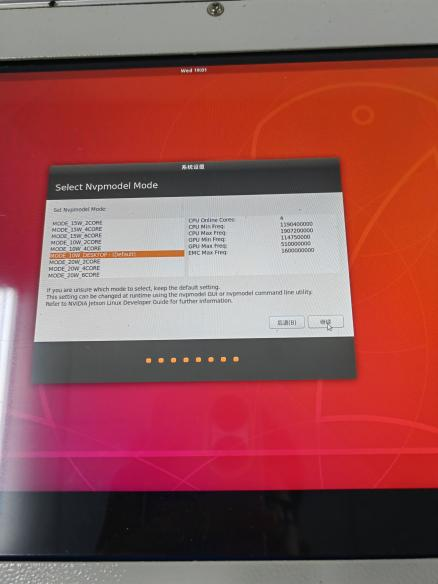 Wed 19:01
系统设置
Select Nvpmodel Mode
Set Nvpmodel Mode:
MODE_15W_2CORE
MODE_15W_4CORE
MODE_15W_6CORE
MODE_10W_2CORE
MODE_10W_4CORE
MODE_10W_DESKTOP - (Default)
MODE_20W_2CORE
MODE_20W_4CORE
MODE_20W_6CORE
CPU Online Cores: 4
CPU Min Freq: 1190400000
CPU Max Freq: 1907200000
GPU Min Freq: 114750000
GPU Max Freq: 510000000
EMC Max Freq: 1600000000
If you are unsure which mode to select, keep the default setting.
This setting can be changed at runtime using the nvpmodel GUI or nvpmodel command line utility.
Refer to NVIDIA Jetson Linux Developer Guide for further information.
后退(B)
继续